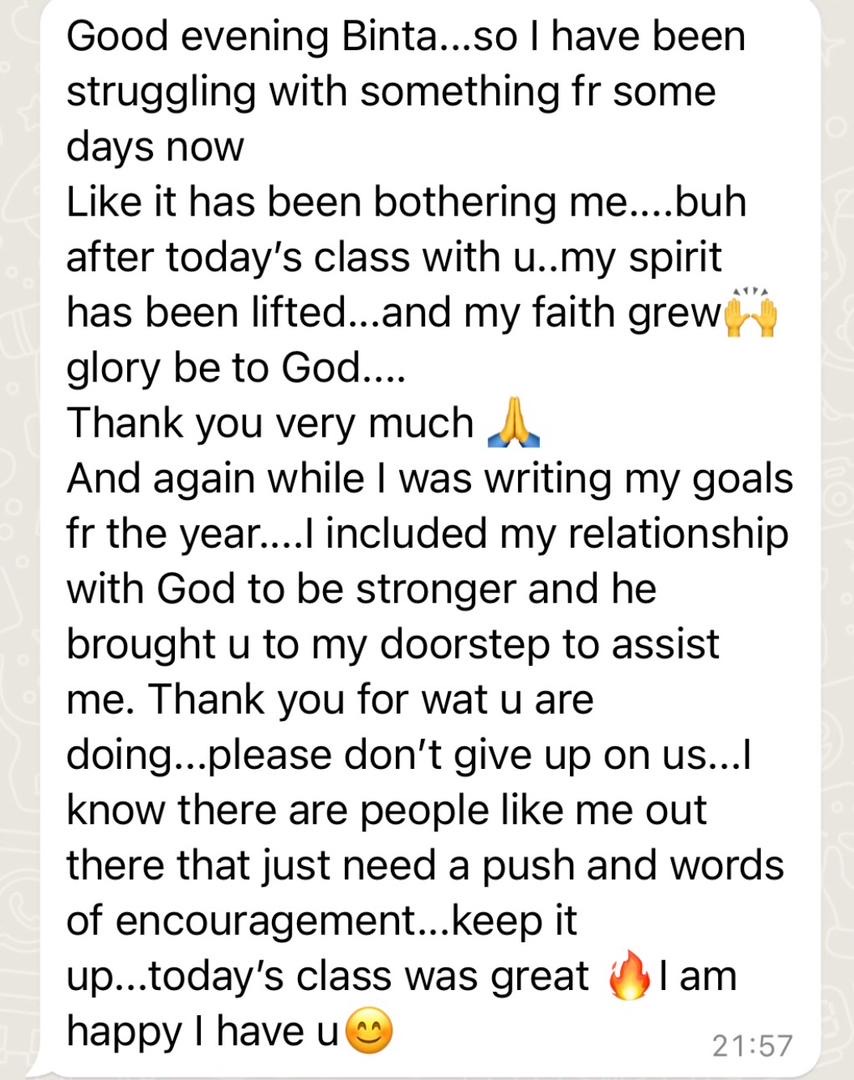 Good evening Binta...so I have been
struggling with something fr some
days now
Like it has been bothering me....buh
after today's class with u..my spirit
has been lifted...and my faith grew🙌
glory be to God....
Thank you very much 🙏
And again while I was writing my goals
fr the year....I included my relationship
with God to be stronger and he
brought u to my doorstep to assist
me. Thank you for wat u are
doing...please don't give up on us...I
know there are people like me out
there that just need a push and words
of encouragement...keep it
up...today's class was great 🔥I am
happy I have u😊
21:57